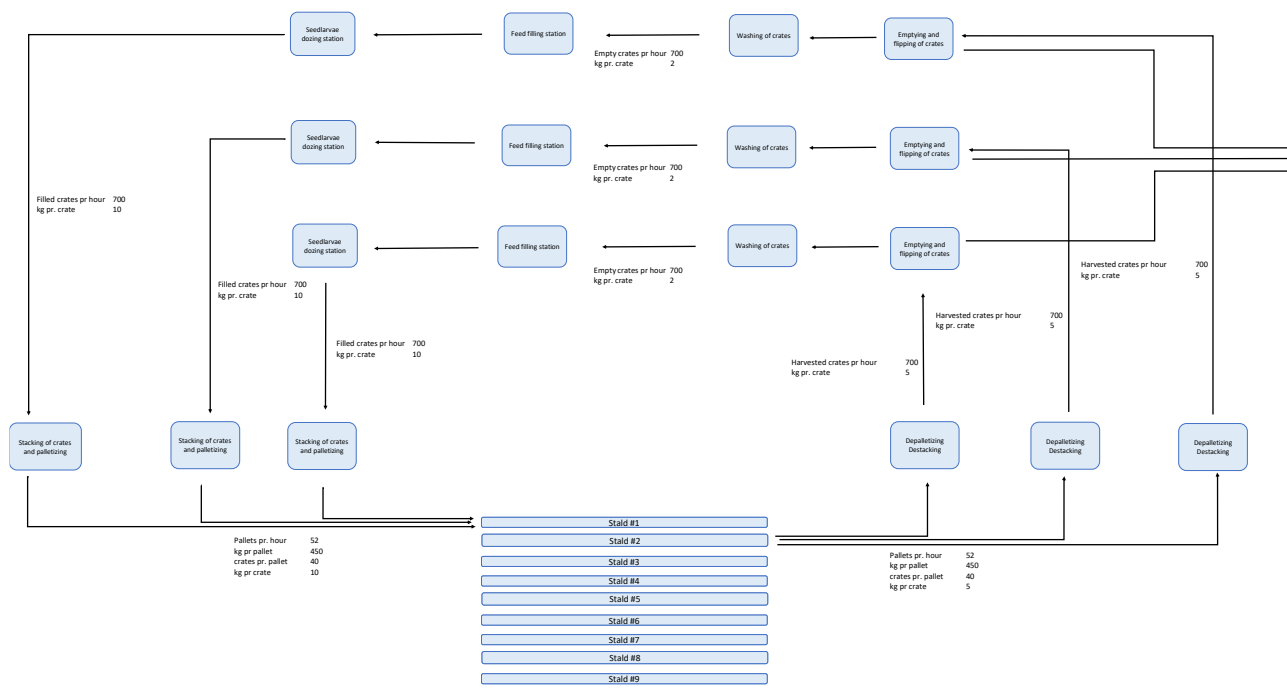 Seedlarvae
dozing station
Feed filling station
Washing of crates
Emptying and
flipping of crates
Empty crates pr hour 700
kg pr. crate 2
Seedlarvae
dozing station
Feed filling station
Washing of crates
Emptying and
flipping of crates
Empty crates pr hour 700
kg pr. crate 2
Filled crates pr hour 700
kg pr. crate 10
Seedlarvae
dozing station
Feed filling station
Washing of crates
Emptying and
flipping of crates
Empty crates pr hour 700
kg pr. crate 2
Harvested crates pr hour 700
kg pr. crate 5
Filled crates pr hour 700
kg pr. crate 10
Harvested crates pr hour 700
kg pr. crate 5
Filled crates pr hour 700
kg pr. crate 10
Harvested crates pr hour 700
kg pr. crate 5
Stacking of crates
and palletizing
Stacking of crates
and palletizing
Stacking of crates
and palletizing
Depalletizing
Destacking
Depalletizing
Destacking
Depalletizing
Destacking
Stald #1
Stald #2
Stald #3
Stald #4
Stald #5
Stald #6
Stald #7
Stald #8
Stald #9
Pallets pr. hour 52
kg pr pallet 450
crates pr. pallet 40
kg pr crate 10
Pallets pr. hour 52
kg pr pallet 450
crates pr. pallet 40
kg pr crate 5